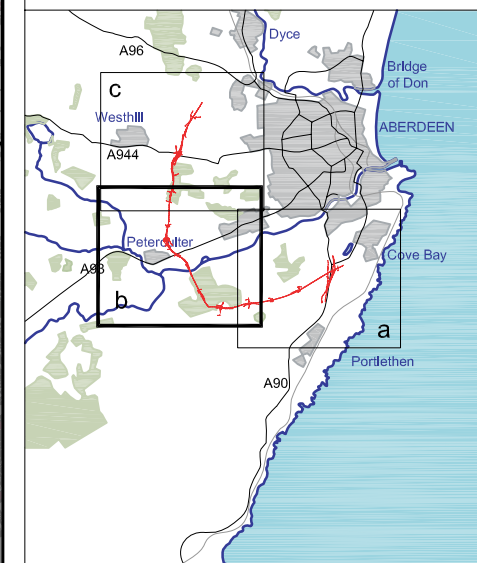 Dyce
A96
Bridge
of Don
c
Westhill
ABERDEEN
A944
Peterculter
Cove Bay
A93
b
a
Portlethen
A90